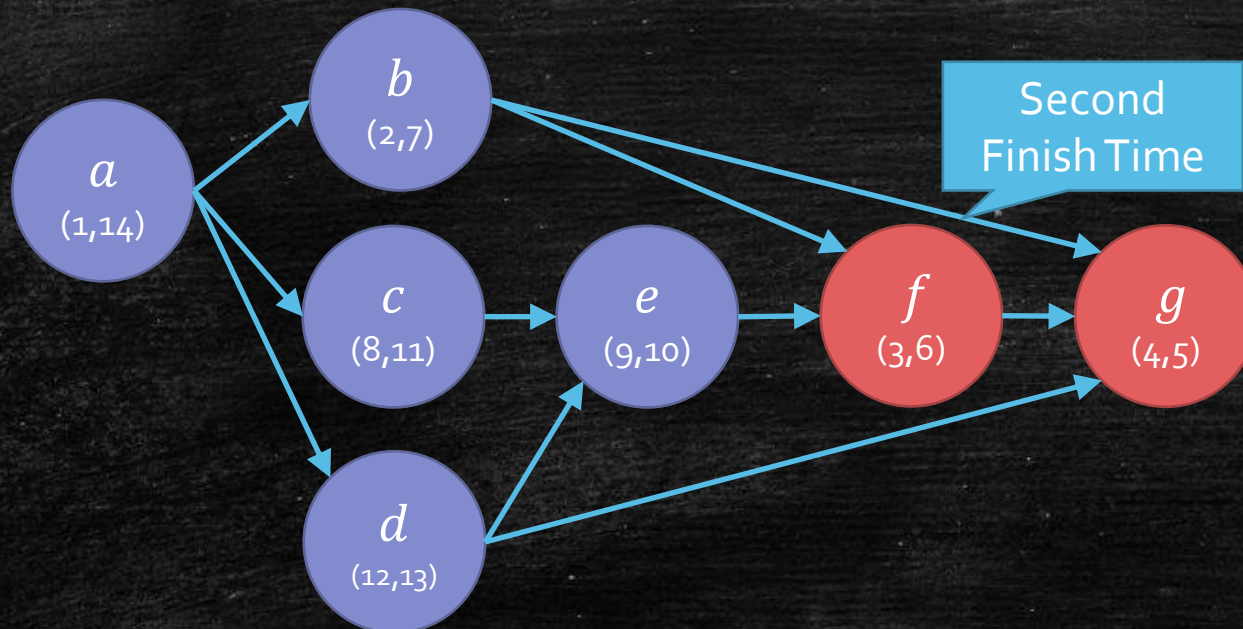 a
(1,14)
b
(2,7)
c
(8,11)
d
(12,13)
e
(9,10)
f
(3,6)
g
(4,5)
Second
Finish Time